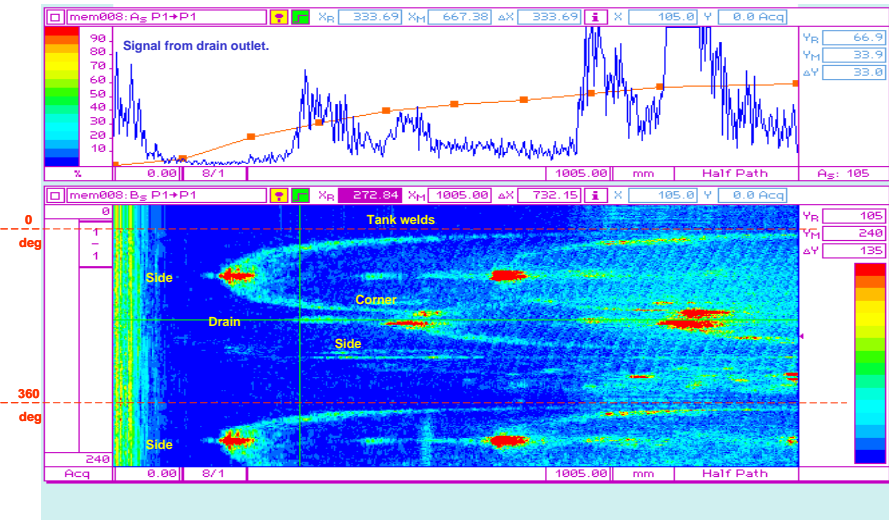 mem008:As P1→P1 XR 333.69 XM 667.38 ΔX 333.69 i X 105.0 Y 0.0 Acq
Signal from drain outlet.
90
80
70
60
50
40
30
20
10
YR 66.9
YM 33.9
ΔY 33.0
% 0.00 8/1 1005.00 mm Half Path As: 105
mem008:Bs P1→P1 XR 272.84 XM 1005.00 ΔX 732.15 i X 105.0 Y 0.0 Acq
0
Tank welds
YR 105
YM 240
ΔY 135
0
deg
1
–
1
Side
Corner
Drain
Side
360
deg
Side
240
Acq 0.00 8/1 1005.00 mm Half Path